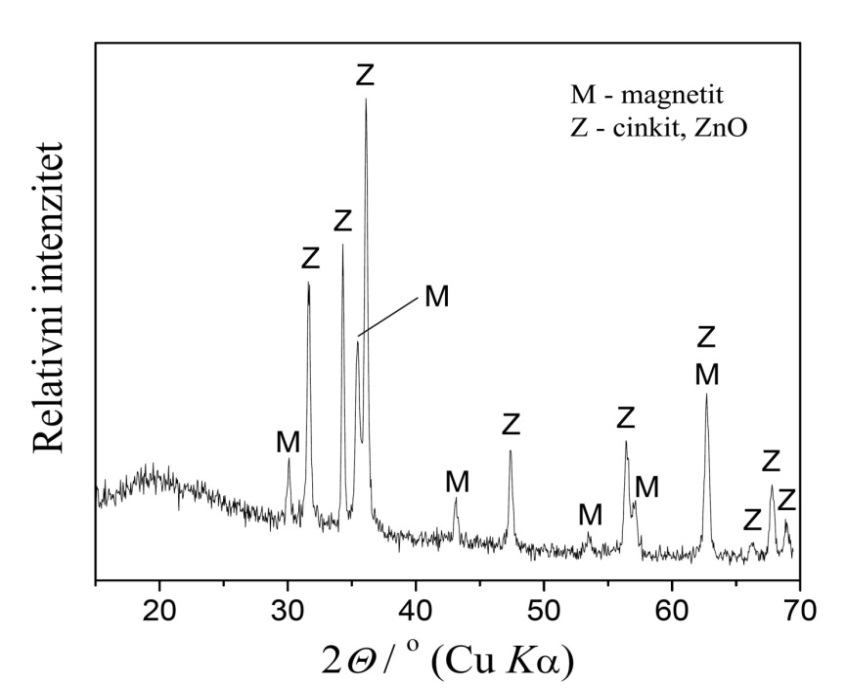 Z
M - magnetit
Z - cinkit, ZnO
Z
Z
M
Z
M
M
Z
Z
M
Z
M
M
Z
Z
Z
20 30 40 50 60 70
2Θ / ° (Cu Kα)
Relativni intenzitet